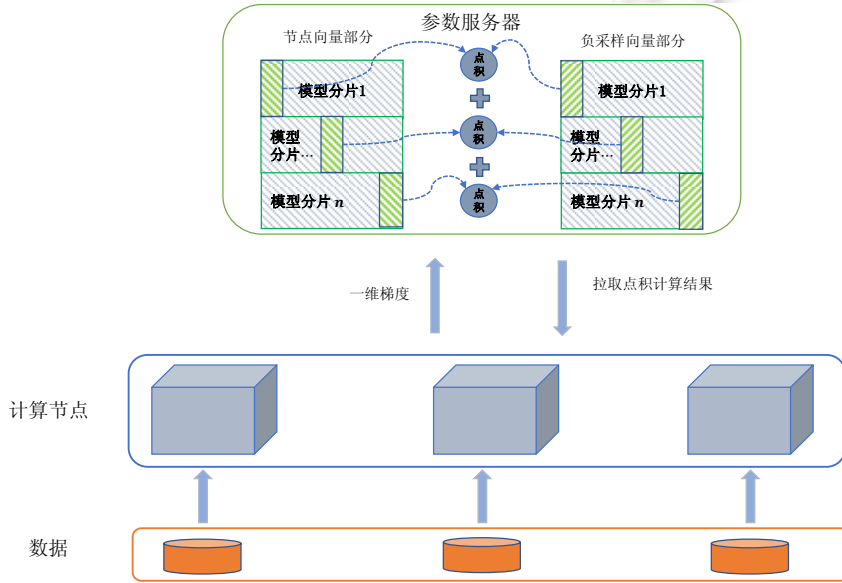 参数服务器
节点向量部分
负采样向量部分
模型分片1
点
积
模型分片1
模型
分片…
点
积
模型
分片…
模型分片 n
点
积
模型分片 n
一维梯度
拉取点积计算结果
计算节点
数据